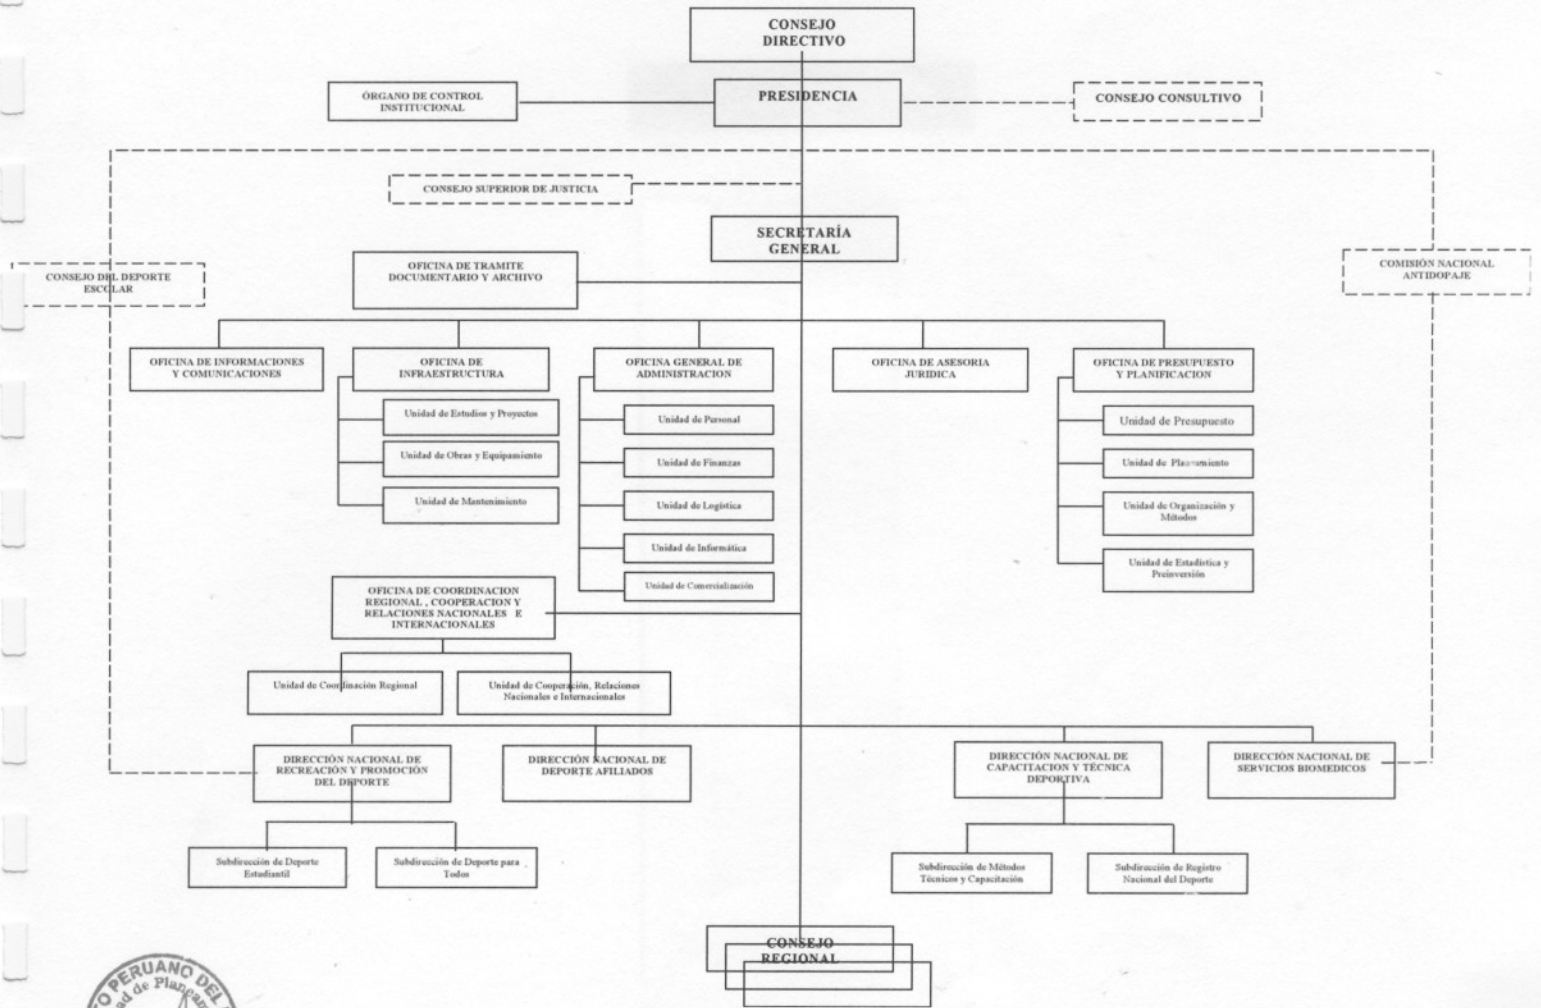 CONSEJO
DIRECTIVO
ÓRGANO DE CONTROL
INSTITUCIONAL
PRESIDENCIA
CONSEJO CONSULTIVO
CONSEJO SUPERIOR DE JUSTICIA
SECRETARÍA
GENERAL
OFICINA DE TRAMITE
DOCUMENTARIO Y ARCHIVO
CONSEJO DEL DEPORTE
ESCOLAR
COMISIÓN NACIONAL
ANTIDOPAJE
OFICINA DE INFORMACIONES
Y COMUNICACIONES
OFICINA DE
INFRAESTRUCTURA
OFICINA GENERAL DE
ADMINISTRACION
OFICINA DE ASESORIA
JURIDICA
OFICINA DE PRESUPUESTO
Y PLANIFICACION
Unidad de Estudios y Proyectos
Unidad de Obras y Equipamiento
Unidad de Mantenimiento
Unidad de Personal
Unidad de Finanzas
Unidad de Logística
Unidad de Informática
Unidad de Comercialización
Unidad de Presupuesto
Unidad de Planeamiento
Unidad de Organización y
Métodos
Unidad de Estadística y
Preinversión
OFICINA DE COORDINACION
REGIONAL , COOPERACION Y
RELACIONES NACIONALES E
INTERNACIONALES
Unidad de Coordinación Regional
Unidad de Cooperación, Relaciones
Nacionales e Internacionales
DIRECCIÓN NACIONAL DE
RECREACIÓN Y PROMOCIÓN
DEL DEPORTE
DIRECCIÓN NACIONAL DE
DEPORTE AFILIADOS
DIRECCIÓN NACIONAL DE
CAPACITACION Y TÉCNICA
DEPORTIVA
DIRECCIÓN NACIONAL DE
SERVICIOS BIOMEDICOS
Subdirección de Deporte
Estudiantil
Subdirección de Deporte para
Todos
Subdirección de Métodos
Técnicos y Capacitación
Subdirección de Registro
Nacional del Deporte
CONSEJO
REGIONAL
PERUANO